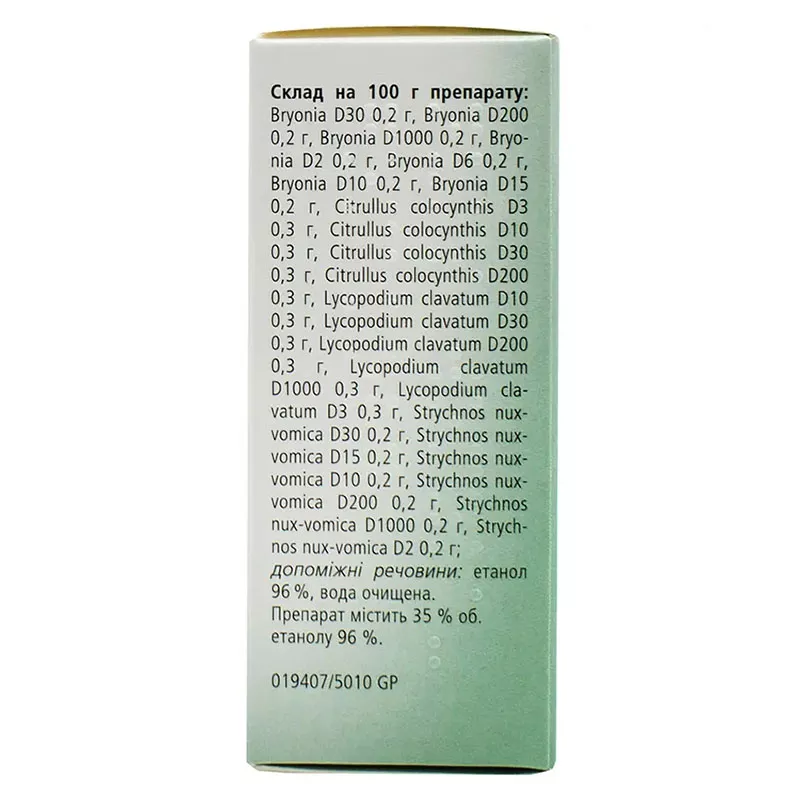 Склад на 100 г препарату:
Bryonia D30 0,2 г, Bryonia D200
0,2 г, Bryonia D1000 0,2 г, Bryo-
nia D2 0,2 г, Bryonia D6 0,2 г,
Bryonia D10 0,2 г, Bryonia D15
0,2 г, Citrullus colocynthis D3
0,3 г, Citrullus colocynthis D10
0,3 г, Citrullus colocynthis D30
0,3 г, Citrullus colocynthis D200
0,3 г, Lycopodium clavatum D10
0,3 г, Lycopodium clavatum D30
0,3 г, Lycopodium clavatum D200
0,3 г, Lycopodium clavatum
D1000 0,3 г, Lycopodium cla-
vatum D3 0,3 г, Strychnos nux-
vomica D30 0,2 г, Strychnos nux-
vomica D15 0,2 г, Strychnos nux-
vomica D10 0,2 г, Strychnos nux-
vomica D200 0,2 г, Strychnos
nux-vomica D1000 0,2 г, Strych-
nos nux-vomica D2 0,2 г;
допоміжні речовини: етанол
96 %, вода очищена.
Препарат містить 35 % об.
етанолу 96 %.
019407/5010 GP